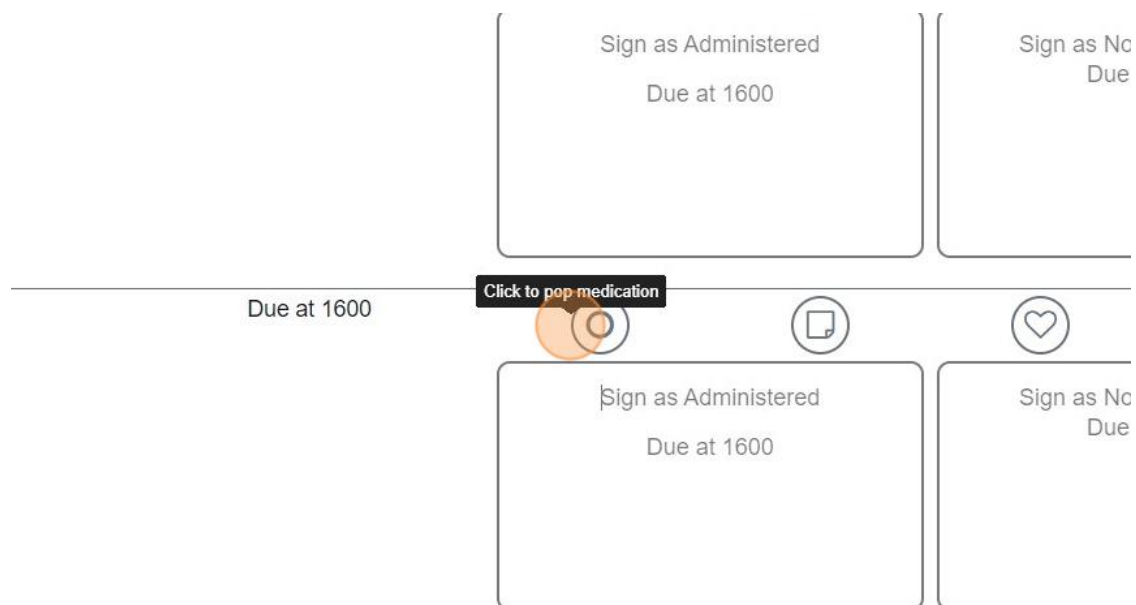 Sign as Administered
Due at 1600
Sign as No
Due
Click to pop medication
Due at 1600
Sign as Administered
Due at 1600
Sign as No
Due